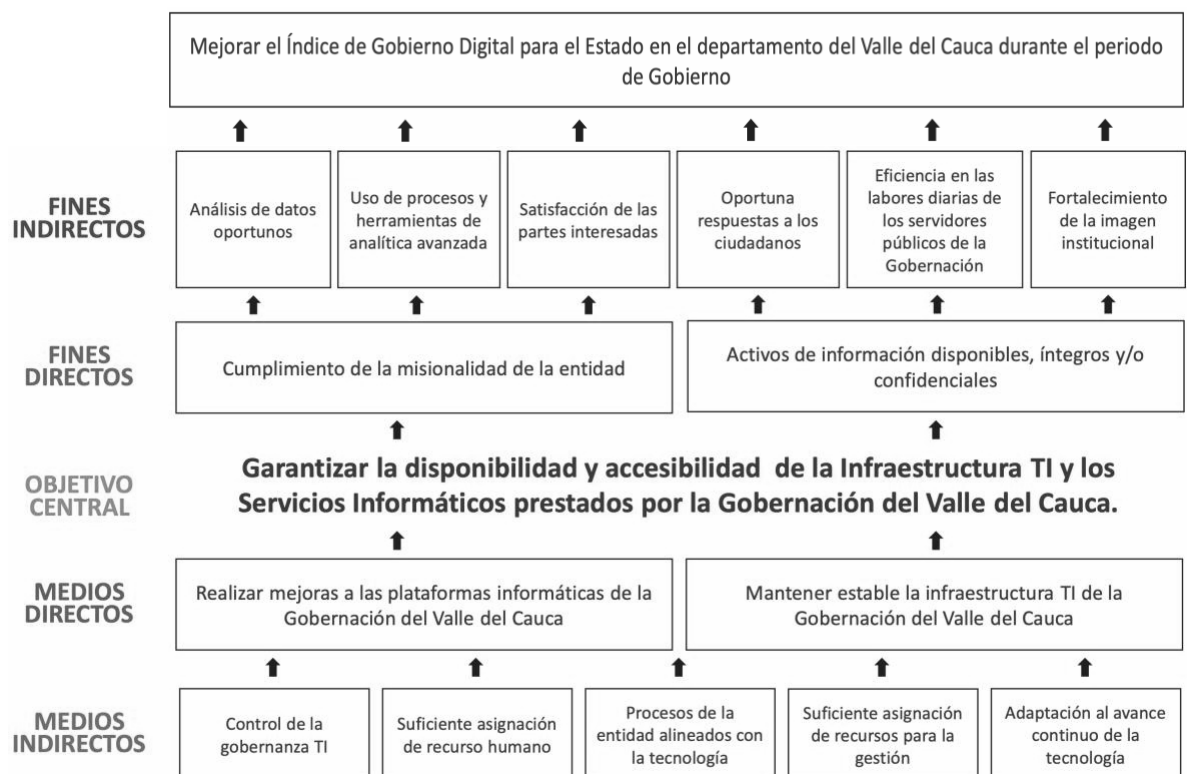 Mejorar el Índice de Gobierno Digital para el Estado en el departamento del Valle del Cauca durante el periodo
de Gobierno
FINES
INDIRECTOS
Análisis de datos
oportunos
Uso de procesos y
herramientas de
analítica avanzada
Satisfacción de las
partes interesadas
Oportuna
respuestas a los
ciudadanos
Eficiencia en las
labores diarias de
los servidores
públicos de la
Gobernación
Fortalecimiento
de la imagen
institucional
FINES
DIRECTOS
Cumplimiento de la misionalidad de la entidad
Activos de información disponibles, íntegros y/o
confidenciales
OBJETIVO
CENTRAL
Garantizar la disponibilidad y accesibilidad de la Infraestructura TI y los
Servicios Informáticos prestados por la Gobernación del Valle del Cauca.
MEDIOS
DIRECTOS
Realizar mejoras a las plataformas informáticas de la
Gobernación del Valle del Cauca
Mantener estable la infraestructura TI de la
Gobernación del Valle del Cauca
MEDIOS
INDIRECTOS
Control de la
gobernanza TI
Suficiente asignación
de recurso humano
Procesos de la
entidad alineados con
la tecnología
Suficiente asignación
de recursos para la
gestión
Adaptación al avance
continuo de la
tecnología